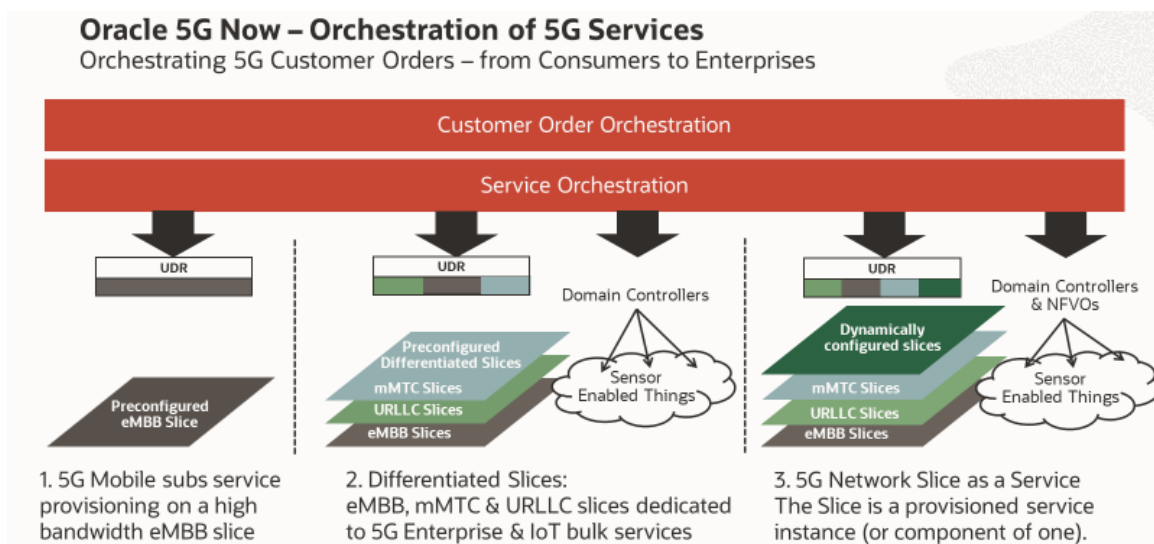 Oracle 5G Now – Orchestration of 5G Services
Orchestrating 5G Customer Orders – from Consumers to Enterprises
Customer Order Orchestration
Service Orchestration
UDR
Preconfigured
eMBB Slice
1. 5G Mobile subs service
provisioning on a high
bandwidth eMBB slice
UDR
Domain Controllers
Preconfigured
Differentiated Slices
mMTC Slices
URLLC Slices
eMBB Slices
Sensor
Enabled Things
2. Differentiated Slices:
eMBB, mMTC & URLLC slices dedicated
to 5G Enterprise & IoT bulk services
UDR
Domain Controllers
& NFVOs
Dynamically
configured slices
mMTC Slices
URLLC Slices
eMBB Slices
Sensor
Enabled Things
3. 5G Network Slice as a Service
The Slice is a provisioned service
instance (or component of one).